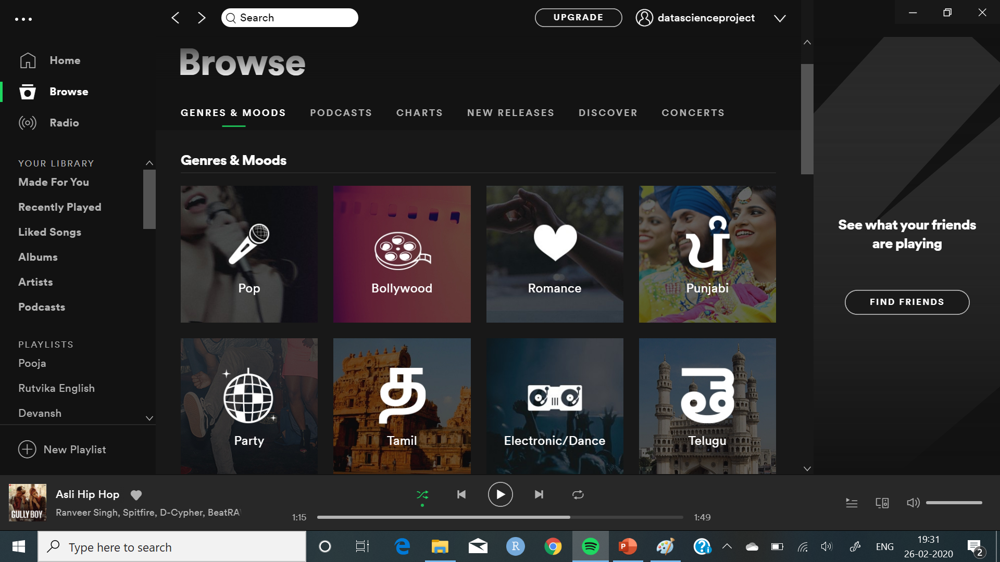 Search
UPGRADE
datascienceproject
Home
Browse
Radio
YOUR LIBRARY
Made For You
Recently Played
Liked Songs
Albums
Artists
Podcasts
PLAYLISTS
Pooja
Rutvika English
Devansh
New Playlist
Browse
GENRES & MOODS PODCASTS CHARTS NEW RELEASES DISCOVER CONCERTS
Genres & Moods
Pop
Bollywood
Romance
ਪੰ
Punjabi
Party
த
Tamil
Electronic/Dance
తె
Telugu
See what your friends
are playing
FIND FRIENDS
GULLY BOY
Asli Hip Hop
Ranveer Singh, Spitfire, D-Cypher, BeatRA
1:15
1:49
Type here to search
R
P
ENG
19:31
26-02-2020
2